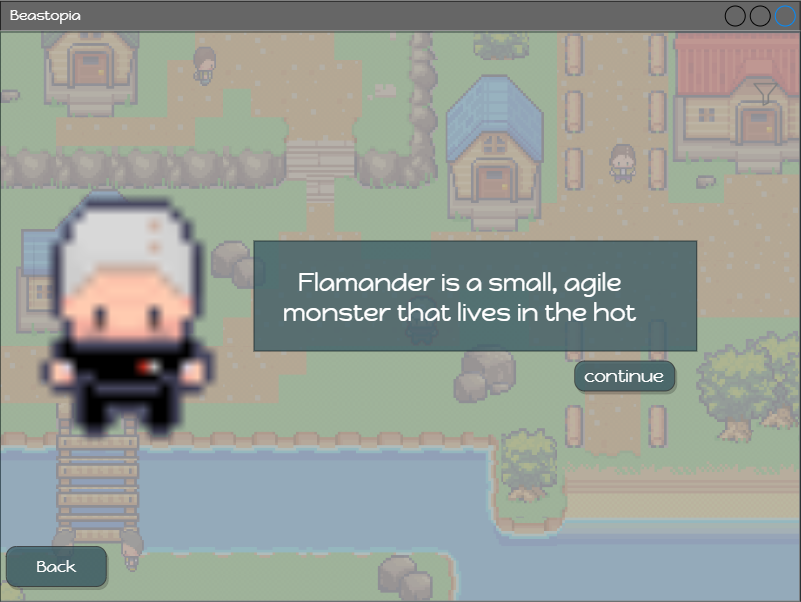 Beastopia
Flamander is a small, agile
monster that lives in the hot
continue
Back